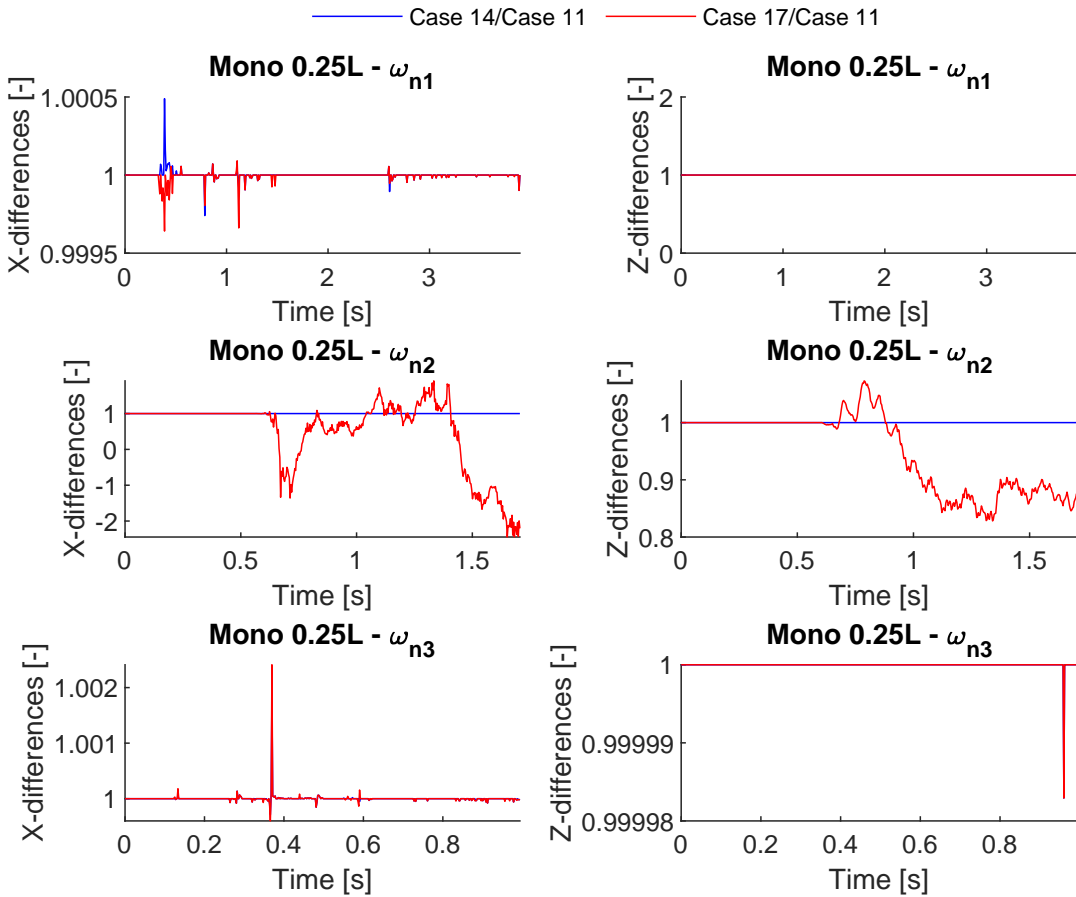 Case 14/Case 11 Case 17/Case 11
Mono 0.25L - ωn1
X-differences [-]
1.0005
1
0.9995
0 1 2 3
Time [s]
Mono 0.25L - ωn1
Z-differences [-]
2
1
0
0 1 2 3
Time [s]
Mono 0.25L - ωn2
X-differences [-]
1
0
-1
-2
0 0.5 1 1.5
Time [s]
Mono 0.25L - ωn2
Z-differences [-]
1
0.9
0.8
0 0.5 1 1.5
Time [s]
Mono 0.25L - ωn3
X-differences [-]
1.002
1.001
1
0 0.2 0.4 0.6 0.8
Time [s]
Mono 0.25L - ωn3
Z-differences [-]
1
0.99999
0.99998
0 0.2 0.4 0.6 0.8
Time [s]